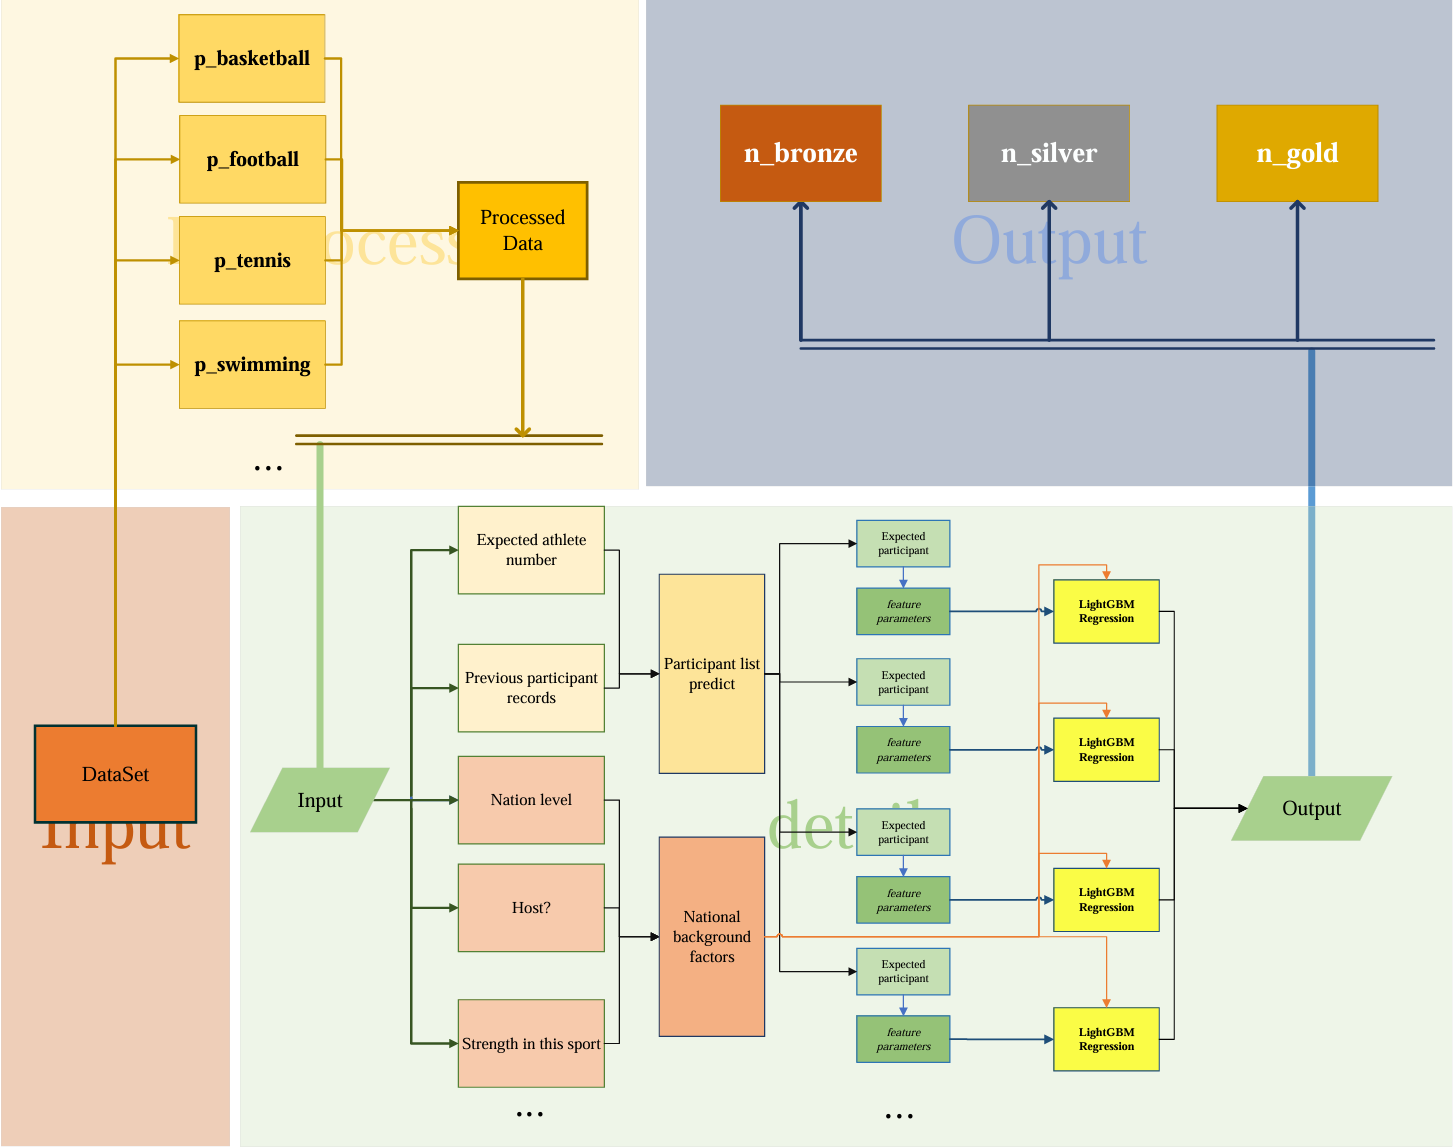 p_basketball
p_football
p_tennis
p_swimming
Processed
Data
...
n_bronze
n_silver
n_gold
Output
DataSet
Input
Input
Expected athlete
number
Previous participant
records
Nation level
Host?
Strength in this sport
...
Participant list
predict
National
background
factors
Expected
participant
feature
parameters
Expected
participant
feature
parameters
Expected
participant
feature
parameters
Expected
participant
feature
parameters
...
LightGBM
Regression
LightGBM
Regression
LightGBM
Regression
LightGBM
Regression
Output